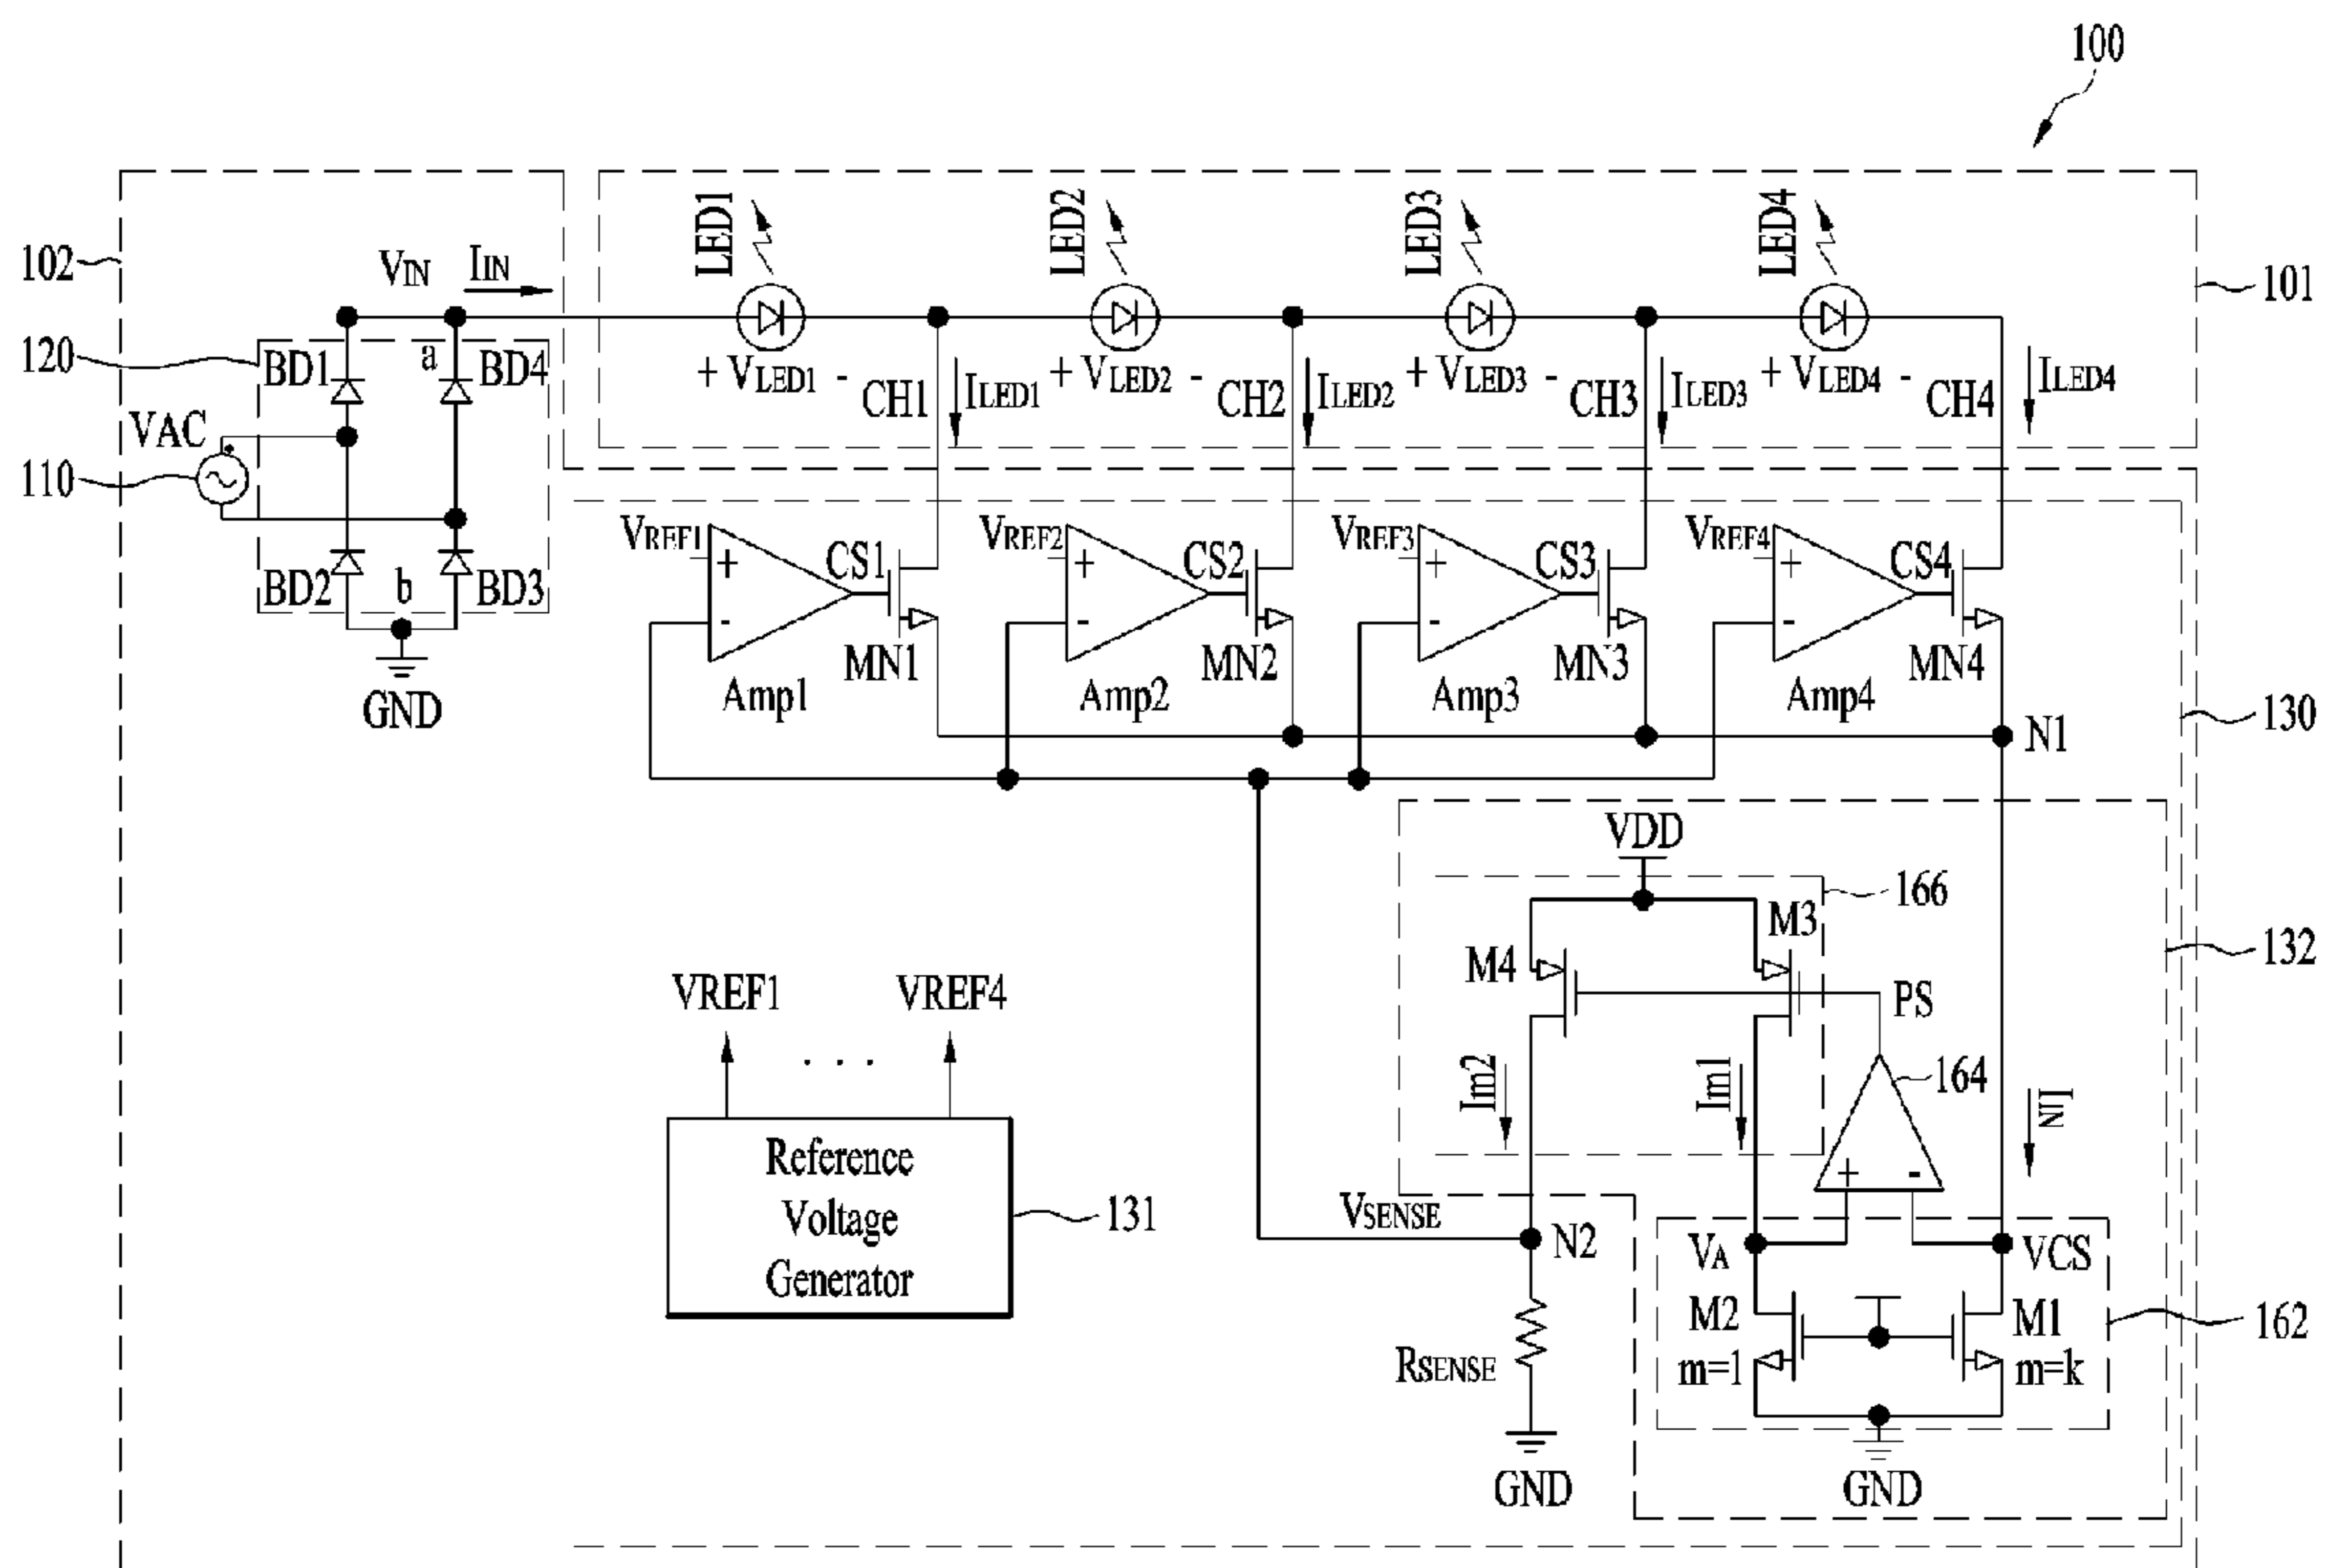 100
102
VIN IIN
LED1
LED2
LED3
LED4
101
120
BD1 a BD4
+ VLED1 -
CH1
ILED1
+ VLED2 -
CH2
ILED2
+ VLED3 -
CH3
ILED3
+ VLED4 -
CH4
ILED4
VAC
110
BD2 b BD3
GND
VREF1
+
-
CS1
MN1
Amp1
VREF2
+
-
CS2
MN2
Amp2
VREF3
+
-
CS3
MN3
Amp3
VREF4
+
-
CS4
MN4
Amp4
130
N1
VDD
166
M3
M4
132
PS
VREF1 . . . VREF4
Im2
Im1
164
IIN
+ -
Reference
Voltage
Generator
131
VSENSE
N2
VA
VCS
M2
m=1
M1
m=k
162
RSENSE
GND
GND